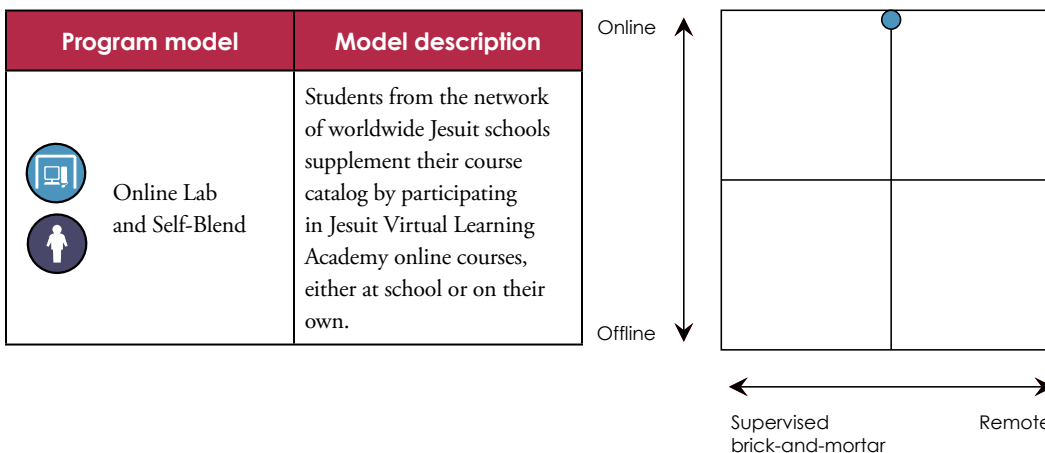 Program model
Model description
Online Lab
and Self-Blend
Students from the network
of worldwide Jesuit schools
supplement their course
catalog by participating
in Jesuit Virtual Learning
Academy online courses,
either at school or on their
own.
Online
Offline
Supervised
brick-and-mortar
Remote